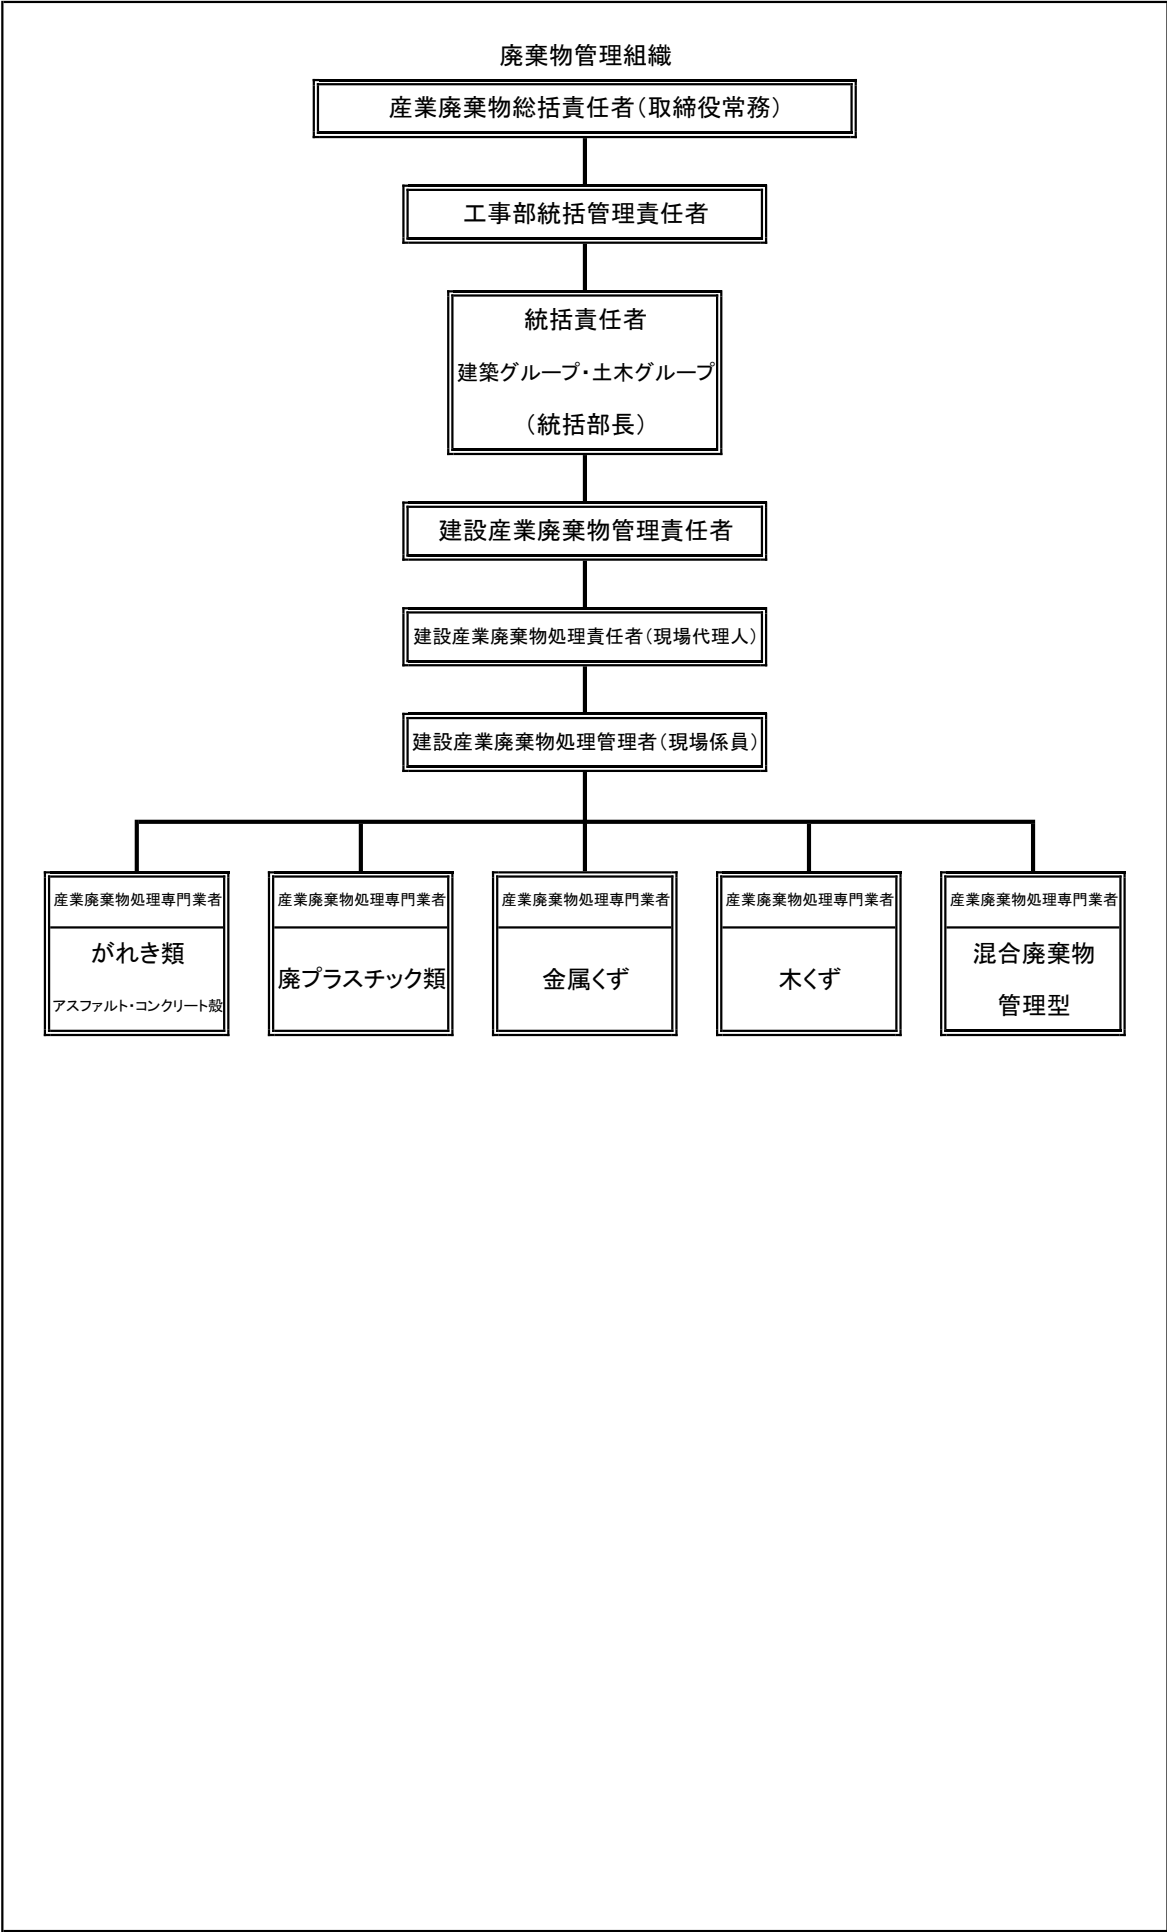 廃棄物管理組織
産業廃棄物総括責任者(取締役常務)
工事部統括管理責任者
統括責任者
建築グループ・土木グループ
(統括部長)
建設産業廃棄物管理責任者
建設産業廃棄物処理責任者(現場代理人)
建設産業廃棄物処理管理者(現場係員)
産業廃棄物処理専門業者
がれき類
アスファルト・コンクリート殻
産業廃棄物処理専門業者
廃プラスチック類
産業廃棄物処理専門業者
金属くず
産業廃棄物処理専門業者
木くず
産業廃棄物処理専門業者
混合廃棄物
管理型